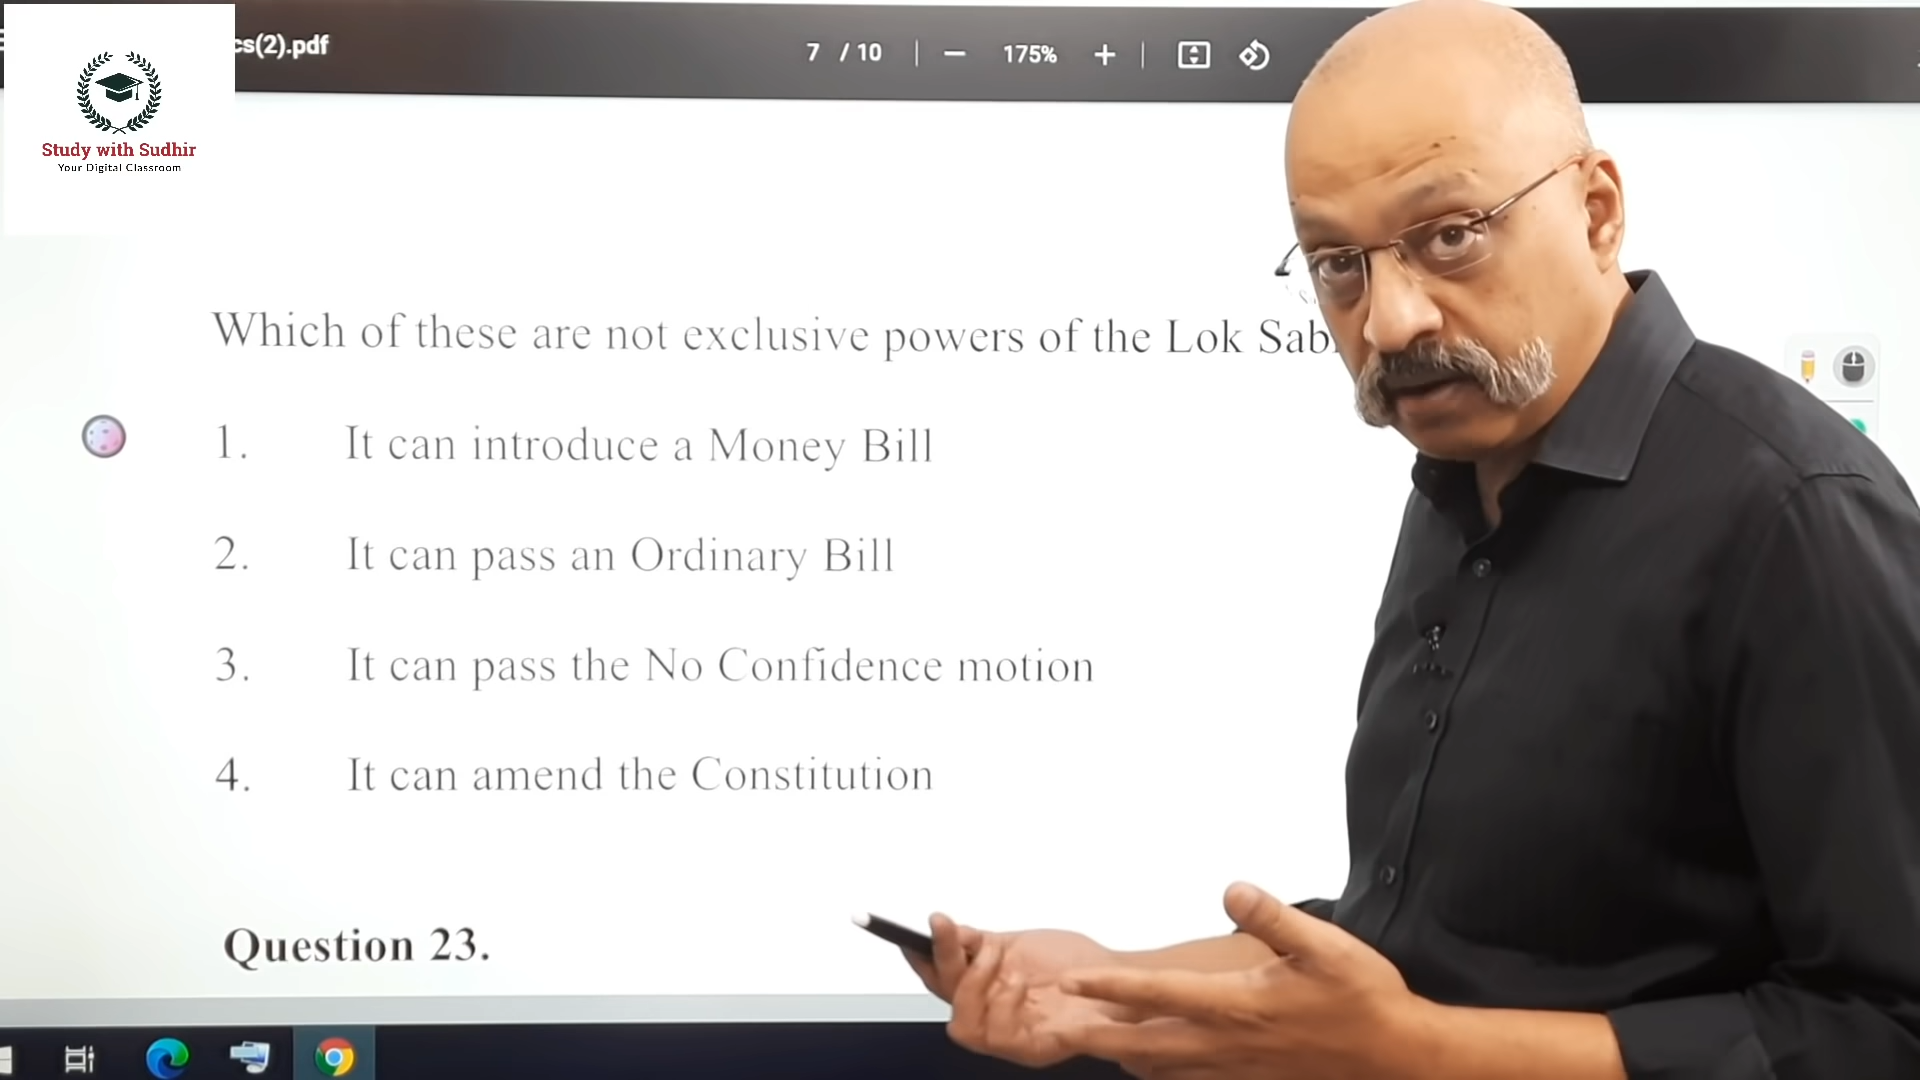 cs(2).pdf
7 / 10
175%
Study with Sudhir
Your Digital Classroom
Which of these are not exclusive powers of the Lok
1. It can introduce a Money Bill
2. It can pass an Ordinary Bill
3. It can pass the No Confidence motion
4. It can amend the Constitution
Question 23.